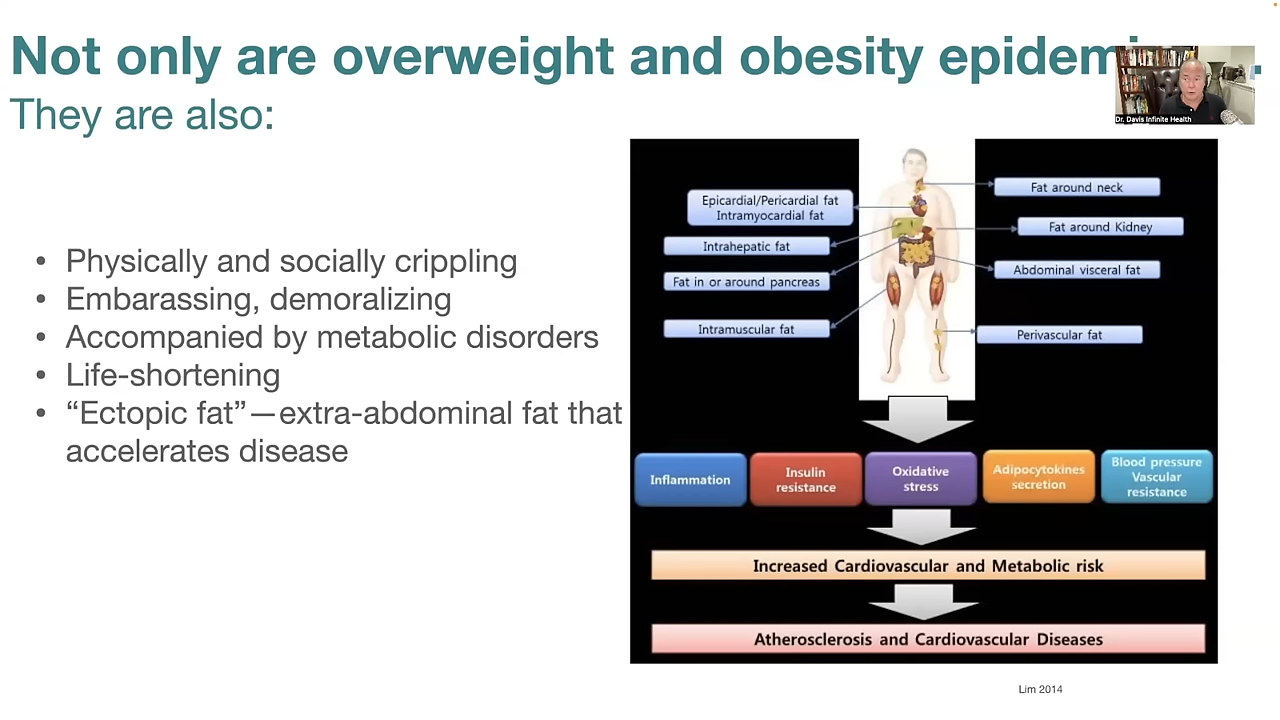 Not only are overweight and obesity epidem
They are also:
Dr. Davis Infinite Health
• Physically and socially crippling
• Embarassing, demoralizing
• Accompanied by metabolic disorders
• Life-shortening
• “Ectopic fat”—extra-abdominal fat that
accelerates disease
Epicardial/Pericardial fat
Intramyocardial fat
Intrahepatic fat
Fat in or around pancreas
Intramuscular fat
Fat around neck
Fat around Kidney
Abdominal visceral fat
Perivascular fat
Inflammation
Insulin
resistance
Oxidative
stress
Adipocytokines
secretion
Blood pressure
Vascular
resistance
Increased Cardiovascular and Metabolic risk
Atherosclerosis and Cardiovascular Diseases
Lim 2014